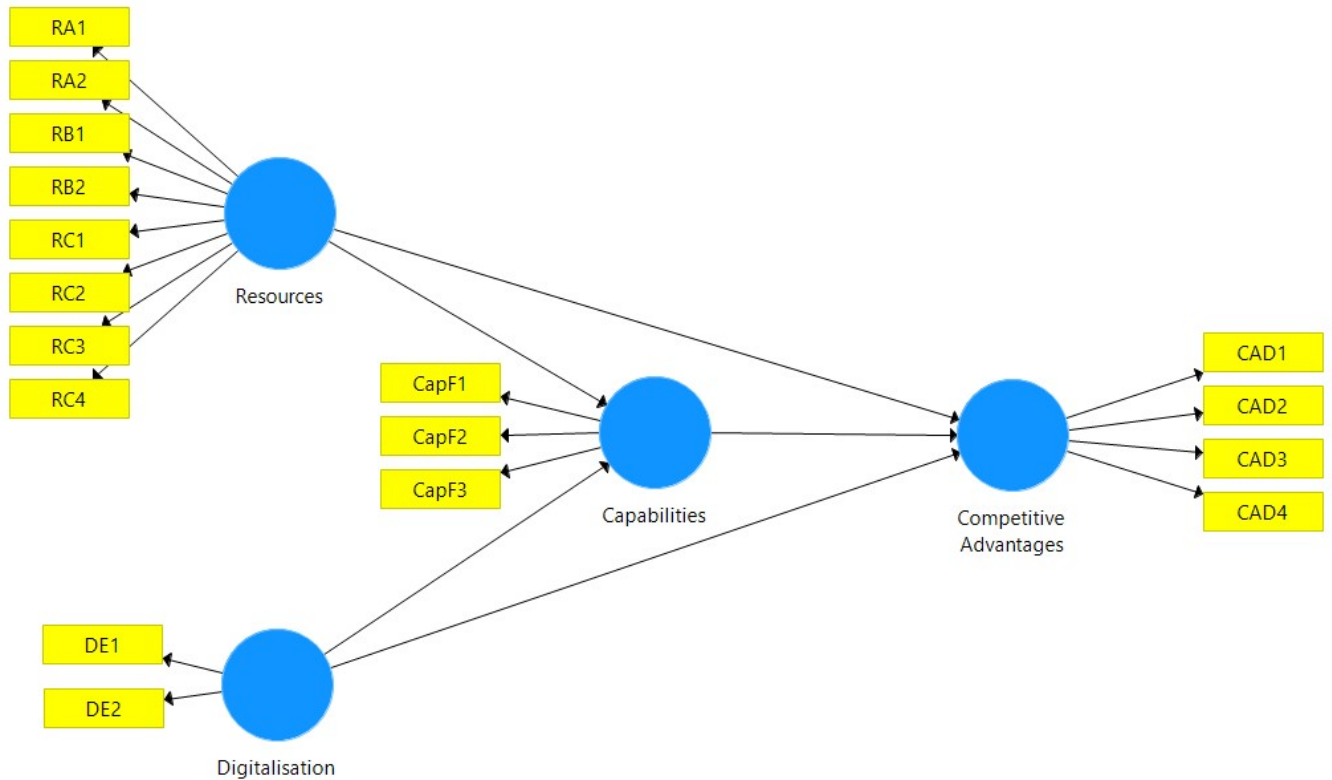 RA1
RA2
RB1
RB2
RC1
RC2
RC3
RC4
Resources
CapF1
CapF2
CapF3
Capabilities
Competitive
Advantages
CAD1
CAD2
CAD3
CAD4
DE1
DE2
Digitalisation